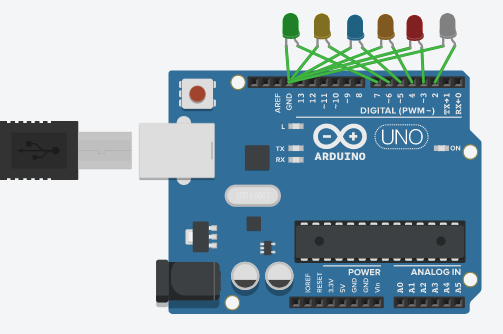 AREF
GND
13
12
~11
~10
~9
8
7
~6
~5
4
~3
2
TX→1
RX←0
DIGITAL (PWM~)
L
TX
RX
UNO
ARDUINO
ON
IOREF
RESET
3.3V
5V
GND
GND
Vin
POWER
A0
A1
A2
A3
A4
A5
ANALOG IN